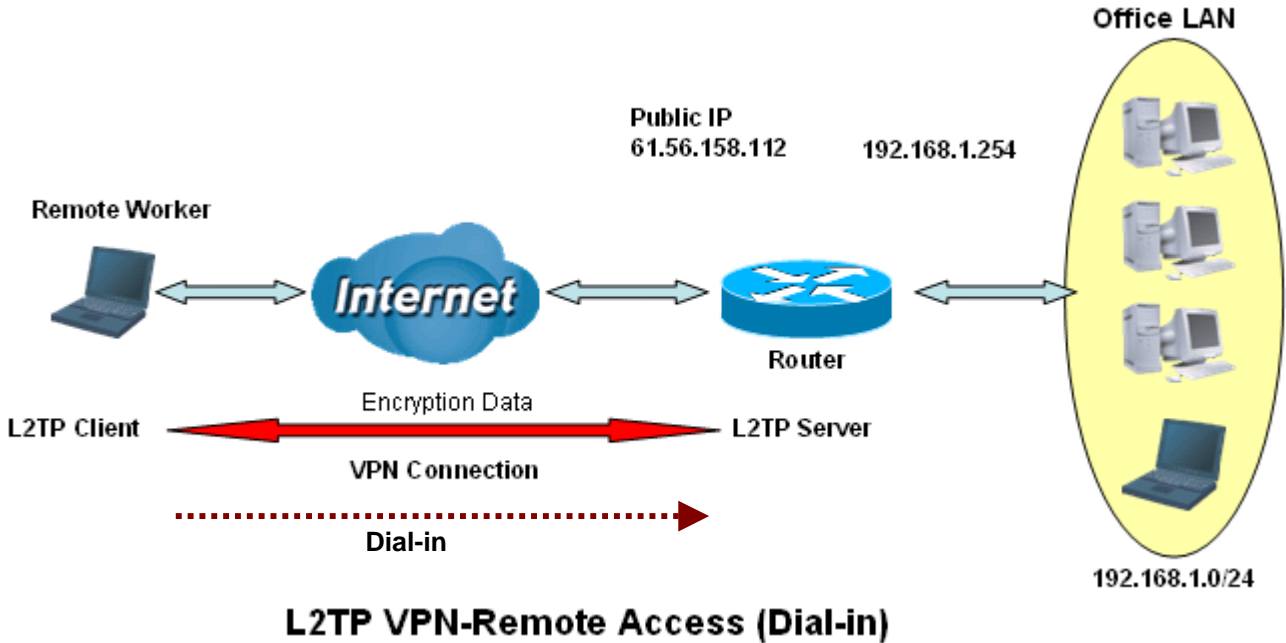 Office LAN
Public IP
61.56.158.112
192.168.1.254
Remote Worker
Internet
Router
Encryption Data
L2TP Client
L2TP Server
VPN Connection
Dial-in
192.168.1.0/24
L2TP VPN-Remote Access (Dial-in)